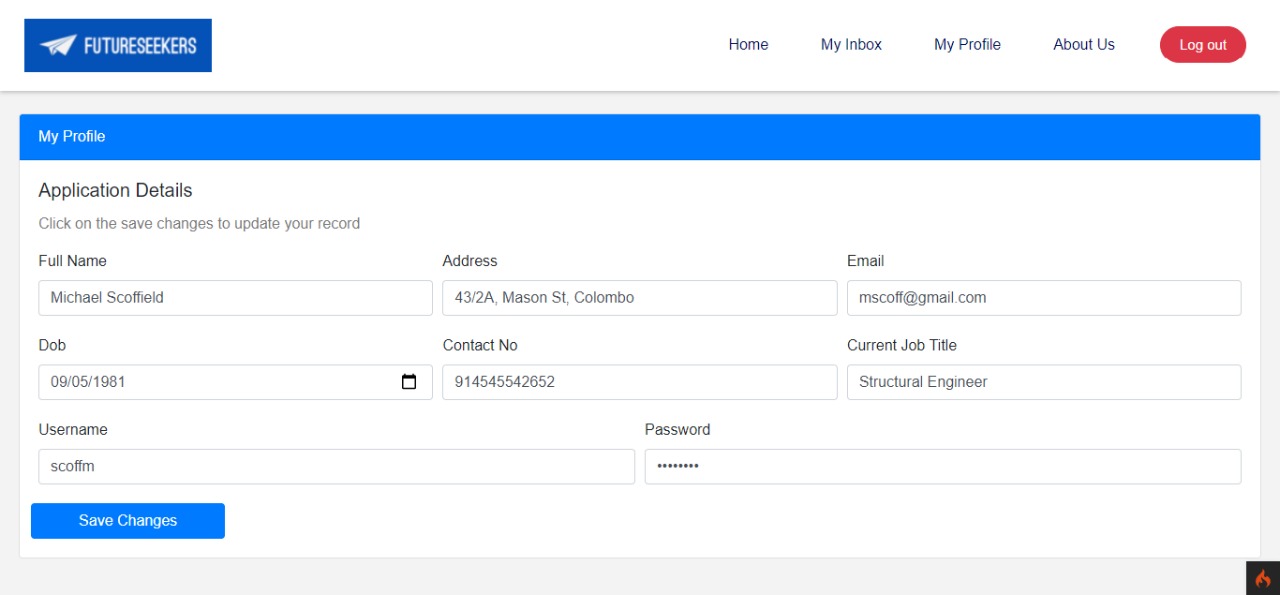 FUTURESEEKERS
Home My Inbox My Profile About Us Log out
My Profile
Application Details
Click on the save changes to update your record
Full Name Address Email
Michael Scoffield 43/2A, Mason St, Colombo mscoff@gmail.com
Dob Contact No Current Job Title
09/05/1981 914545542652 Structural Engineer
Username Password
scoffm ••••••••
Save Changes